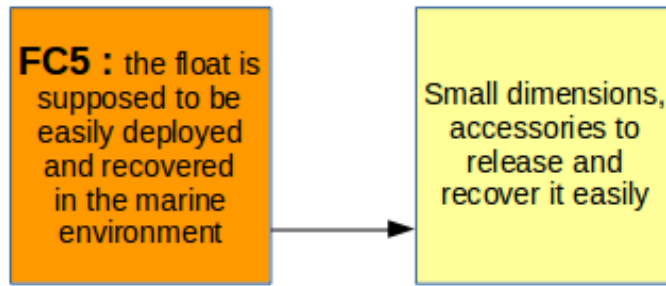 FC5 : the float is
supposed to be
easily deployed
and recovered
in the marine
environment
Small dimensions,
accessories to
release and
recover it easily